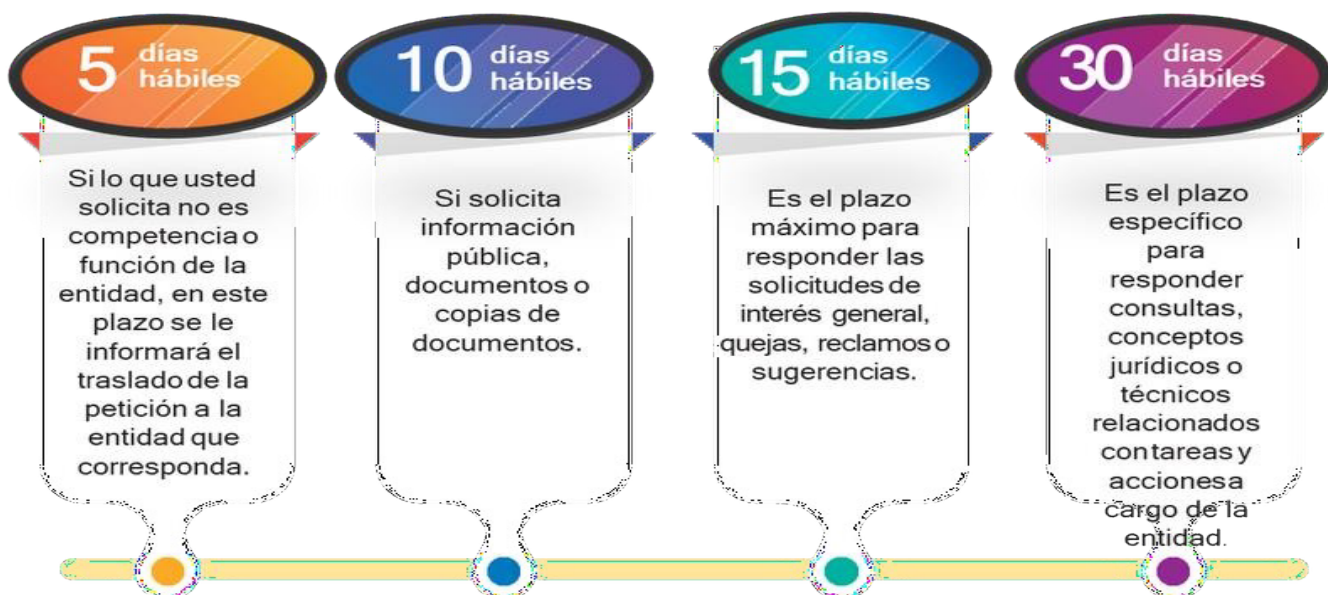 5 días
hábiles
Si lo que usted
solicita no es
competencia o
función de la
entidad, en este
plazo se le
informará el
traslado de la
petición a la
entidad que
corresponda.
10 días
hábiles
Si solicita
información
pública,
documentos o
copias de
documentos.
15 días
hábiles
Es el plazo
máximo para
responder las
solicitudes de
interés general,
quejas, reclamos o
sugerencias.
30 días
hábiles
Es el plazo
específico
para
responder
consultas,
conceptos
jurídicos o
técnicos
relacionados
con tareas y
acciones a
cargo de la
entidad.